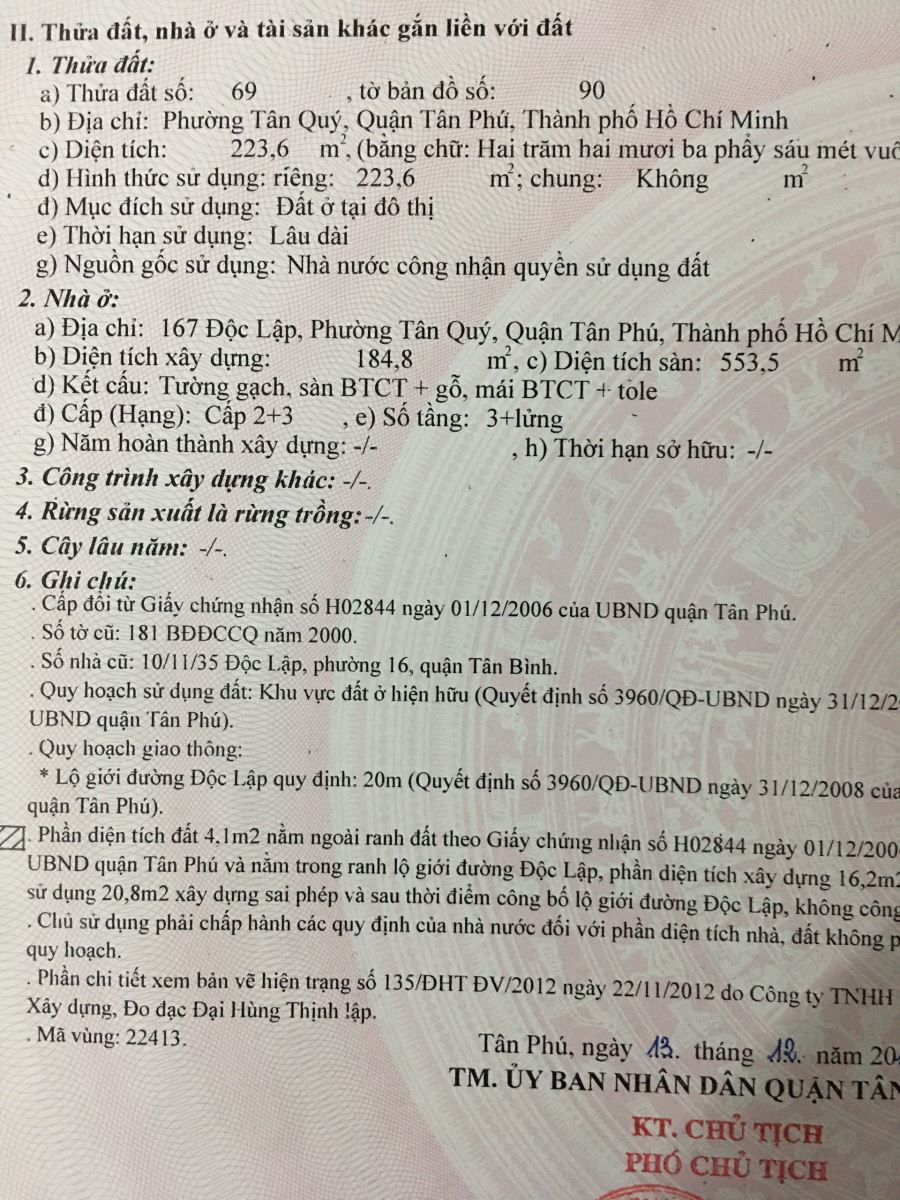 II. Thửa đất, nhà ở và tài sản khác gắn liền với đất
1. Thửa đất:
a) Thửa đất số: 69 , tờ bản đồ số: 90
b) Địa chỉ: Phường Tân Quý, Quận Tân Phú, Thành phố Hồ Chí Minh
c) Diện tích: 223,6 m², (bằng chữ: Hai trăm hai mươi ba phẩy sáu mét vuô
d) Hình thức sử dụng: riêng: 223,6 m²; chung: Không m²
đ) Mục đích sử dụng: Đất ở tại đô thị
e) Thời hạn sử dụng: Lâu dài
g) Nguồn gốc sử dụng: Nhà nước công nhận quyền sử dụng đất
2. Nhà ở:
a) Địa chỉ: 167 Độc Lập, Phường Tân Quý, Quận Tân Phú, Thành phố Hồ Chí M
b) Diện tích xây dựng: 184,8 m², c) Diện tích sàn: 553,5 m²
d) Kết cấu: Tường gạch, sàn BTCT + gỗ, mái BTCT + tole
đ) Cấp (Hạng): Cấp 2+3 , e) Số tầng: 3+lửng
g) Năm hoàn thành xây dựng: -/- , h) Thời hạn sở hữu: -/-
3. Công trình xây dựng khác: -/-.
4. Rừng sản xuất là rừng trồng: -/-.
5. Cây lâu năm: -/-.
6. Ghi chú:
. Cấp đổi từ Giấy chứng nhận số H02844 ngày 01/12/2006 của UBND quận Tân Phú.
. Số tờ cũ: 181 BĐĐCCQ năm 2000.
. Số nhà cũ: 10/11/35 Độc Lập, phường 16, quận Tân Bình.
. Quy hoạch sử dụng đất: Khu vực đất ở hiện hữu (Quyết định số 3960/QĐ-UBND ngày 31/12/2
UBND quận Tân Phú).
. Quy hoạch giao thông:
* Lộ giới đường Độc Lập quy định: 20m (Quyết định số 3960/QĐ-UBND ngày 31/12/2008 của
quận Tân Phú).
. Phần diện tích đất 4,1m2 nằm ngoài ranh đất theo Giấy chứng nhận số H02844 ngày 01/12/200
UBND quận Tân Phú và nằm trong ranh lộ giới đường Độc Lập, phần diện tích xây dựng 16,2m2
sử dụng 20,8m2 xây dựng sai phép và sau thời điểm công bố lộ giới đường Độc Lập, không công
. Chủ sử dụng phải chấp hành các quy định của nhà nước đối với phần diện tích nhà, đất không p
quy hoạch.
. Phần chi tiết xem bản vẽ hiện trạng số 135/ĐHT ĐV/2012 ngày 22/11/2012 do Công ty TNHH
Xây dựng, Đo đạc Đại Hùng Thịnh lập.
. Mã vùng: 22413.
Tân Phú, ngày 13. tháng 12. năm 20
TM. ỦY BAN NHÂN DÂN QUẬN TÂN
KT. CHỦ TỊCH
PHÓ CHỦ TỊCH